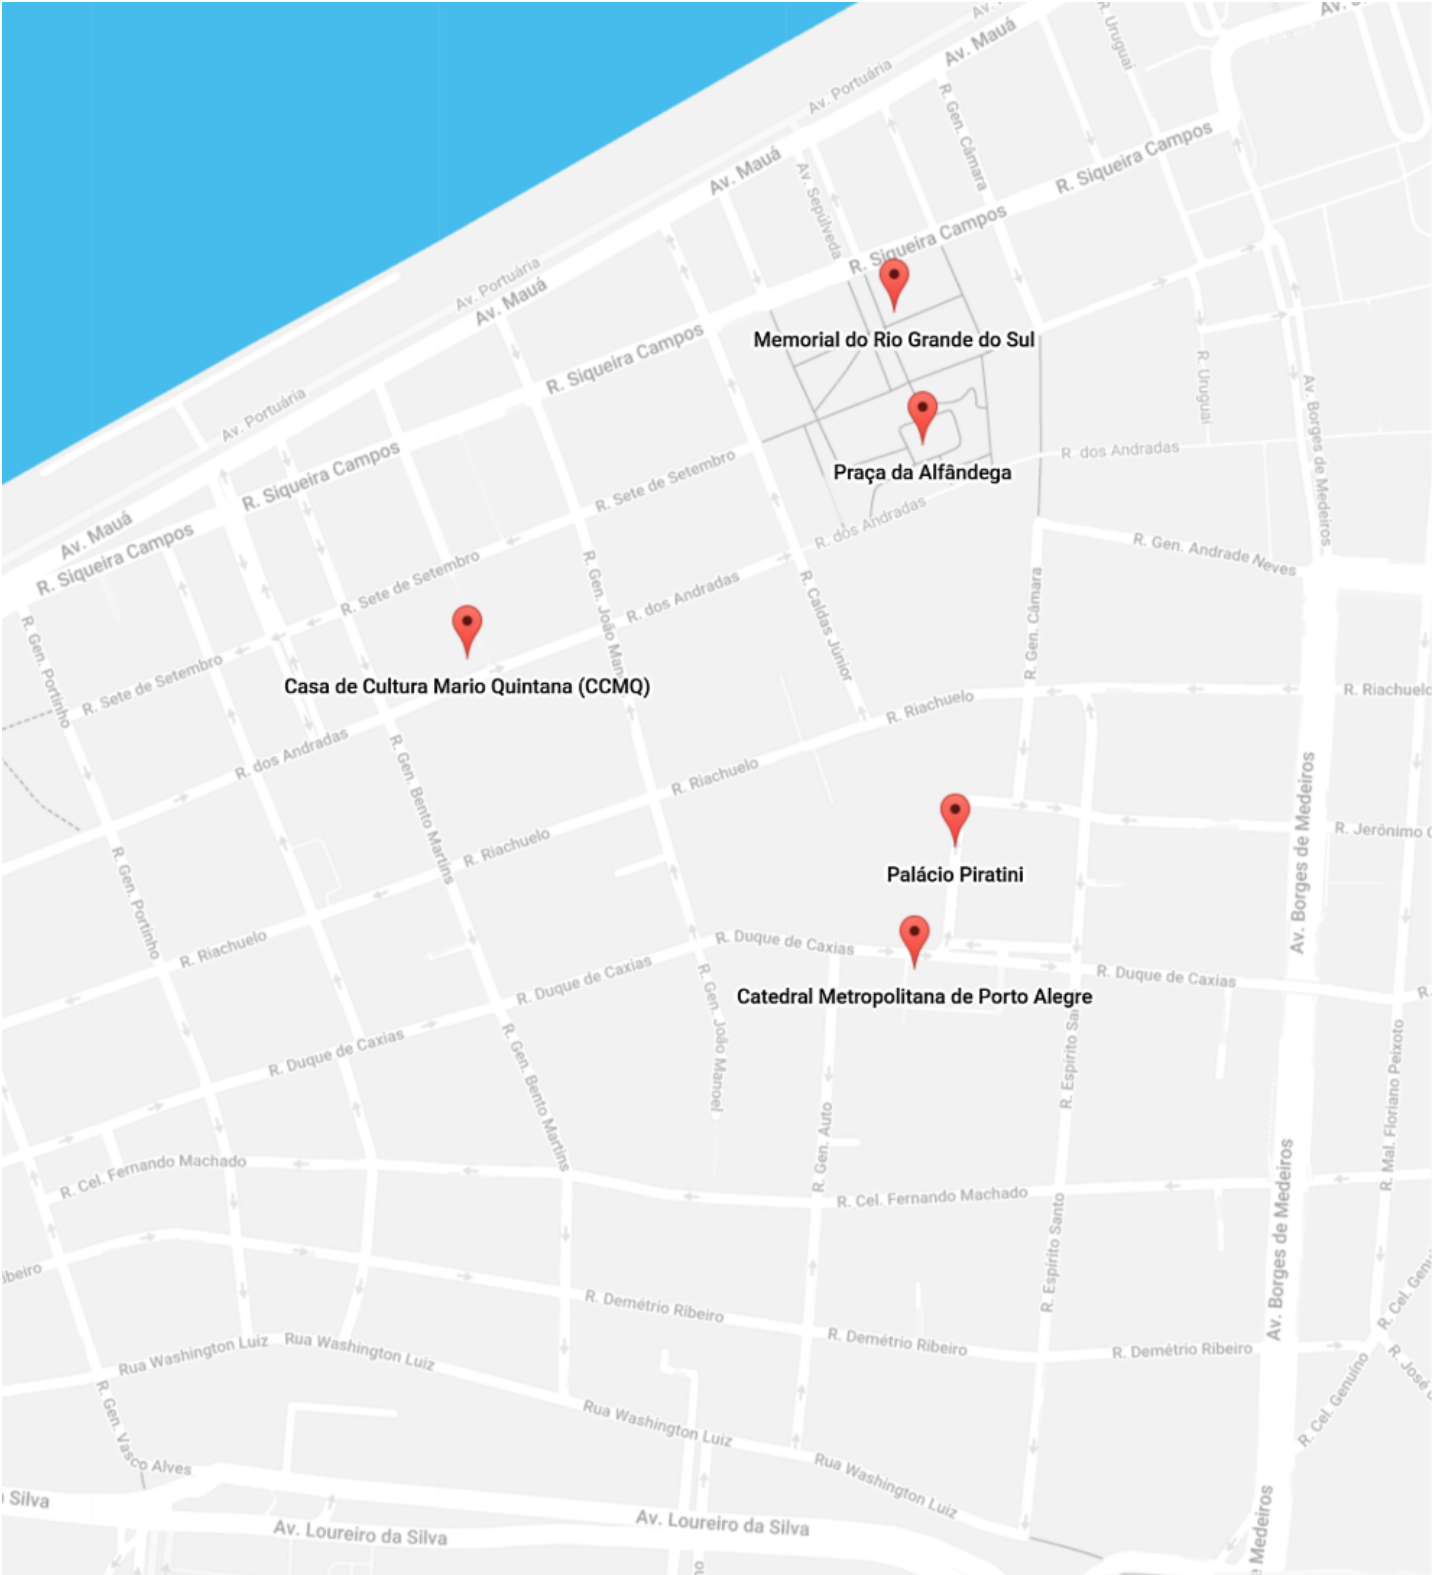 Av. Mauá
R. Uruguai
Av. Portuária
R. Gen. Câmara
R. Siqueira Campos
Av. Mauá
Av. Sepúlveda
R. Siqueira Campos
Av. Portuária
Av. Mauá
Memorial do Rio Grande do Sul
R. Siqueira Campos
R. Uruguai
Av. Borges de Medeiros
Av. Portuária
Praça da Alfândega
R. dos Andradas
R. Siqueira Campos
R. Sete de Setembro
R. dos Andradas
Av. Mauá
R. Siqueira Campos
R. Gen. Andrade Neves
R. Sete de Setembro
R. dos Andradas
R. Gen. João Man
R. Caldas Júnior
R. Gen. Câmara
R. Gen. Portinho
R. Sete de Setembro
Casa de Cultura Mario Quintana (CCMQ)
R. Riachuelo
R. Riachuelo
R. dos Andradas
R. Gen. Bento Martins
R. Riachuelo
R. Riachuelo
R. Jerônimo
Av. Borges de Medeiros
Palácio Piratini
R. Gen. Portinho
R. Riachuelo
R. Duque de Caxias
R. Duque de Caxias
R. Duque de Caxias
R. Duque de Caxias
Catedral Metropolitana de Porto Alegre
R. Gen. João Manoel
R. Gen. Bento Martins
R. Espírito Sa
R. Mal. Floriano Peixoto
R. Gen. Auto
R. Cel. Fernando Machado
R. Cel. Fernando Machado
Av. Borges de Medeiros
R. Espírito Santo
ibeiro
R. Demétrio Ribeiro
R. Demétrio Ribeiro
R. Demétrio Ribeiro
R. Cel. Genu
Rua Washington Luiz
Rua Washington Luiz
R. José
R. Cel. Genuíno
R. Gen. Vasco Alves
Rua Washington Luiz
Rua Washington Luiz
Silva
Av. Loureiro da Silva
Av. Loureiro da Silva
Medeiros